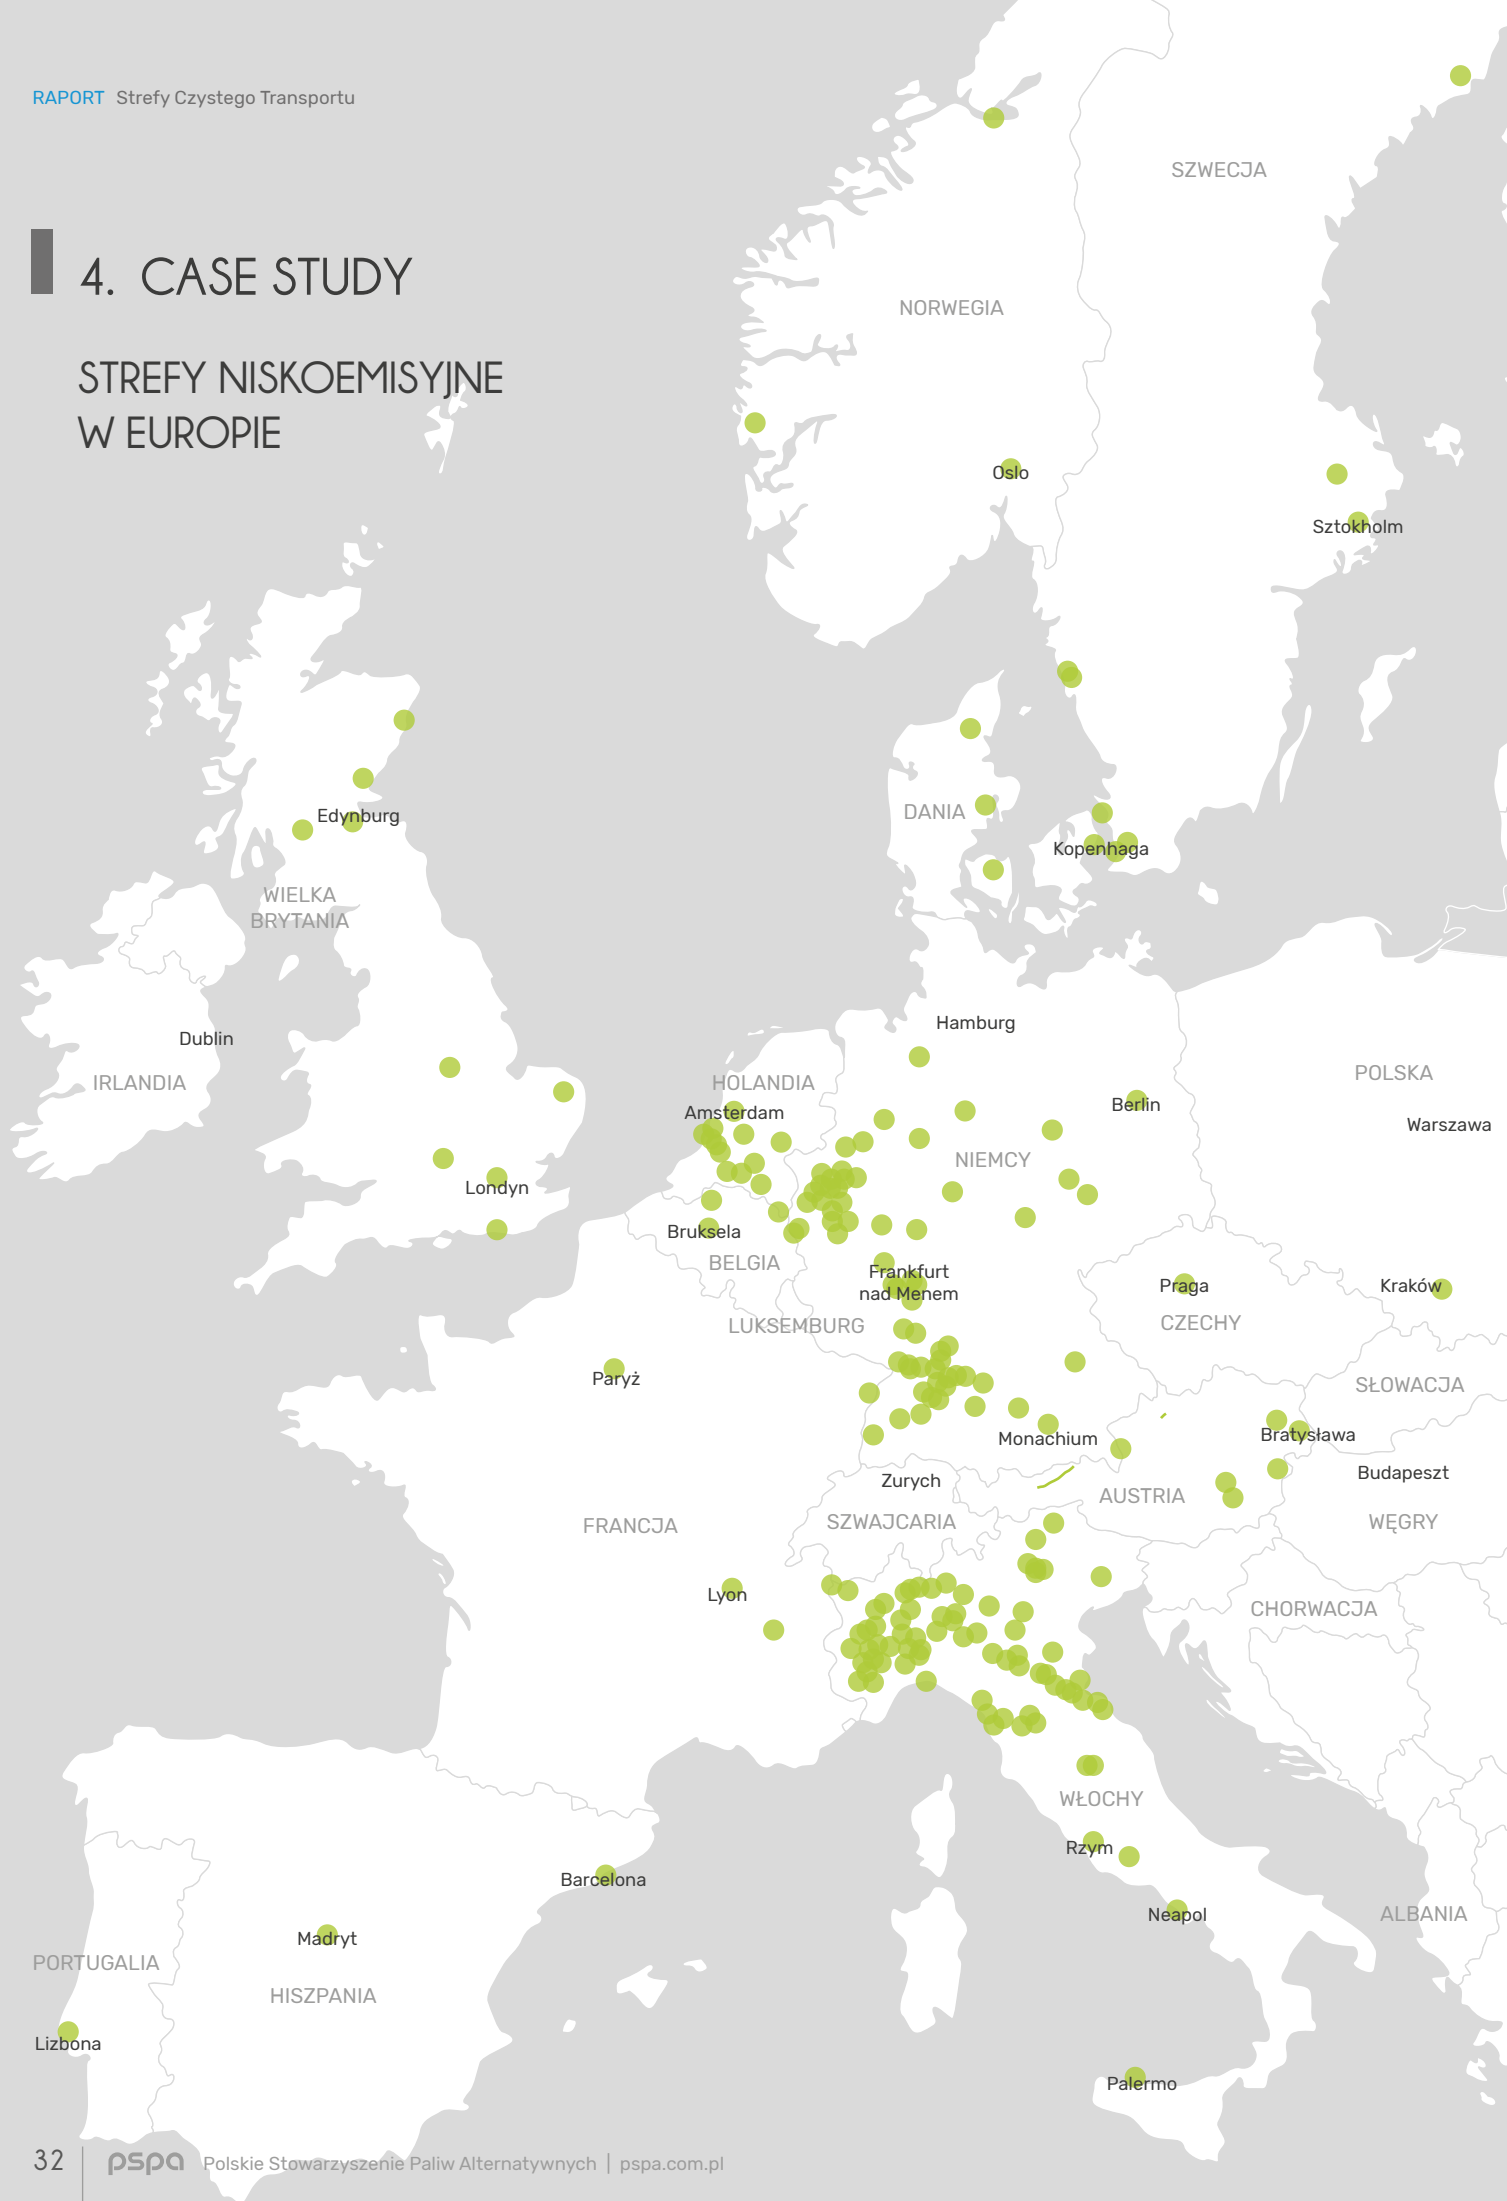 RAPORT Strefy Czystego Transportu
4. CASE STUDY
STREFY NISKOEMISYJNE
W EUROPIE
SZWECJA
NORWEGIA
Oslo
Sztokholm
DANIA
Edynburg
Kopenhaga
WIELKA
BRYTANIA
Hamburg
Dublin
POLSKA
IRLANDIA
HOLANDIA
Amsterdam
Berlin
Warszawa
NIEMCY
Londyn
Bruksela
BELGIA
Frankfurt
nad Menem
Praga
Kraków
CZECHY
LUKSEMBURG
Paryż
SŁOWACJA
Monachium
Bratysława
Zurych
Budapeszt
AUSTRIA
FRANCJA
SZWAJCARIA
WĘGRY
Lyon
CHORWACJA
WŁOCHY
Rzym
Barcelona
Neapol
ALBANIA
Madryt
PORTUGALIA
HISZPANIA
Lizbona
Palermo
32 pspa Polskie Stowarzyszenie Paliw Alternatywnych | pspa.com.pl